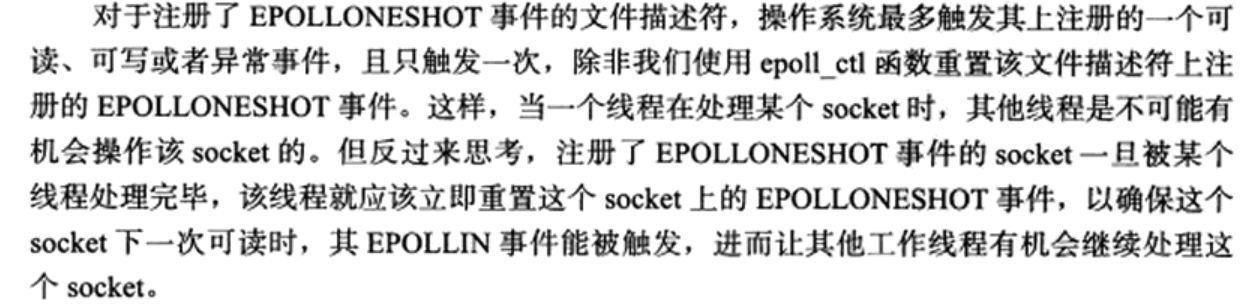 对于注册了 EPOLLONESHOT 事件的文件描述符，操作系统最多触发其上注册的一个可
读、可写或者异常事件，且只触发一次，除非我们使用 epoll_ctl 函数重置该文件描述符上注
册的 EPOLLONESHOT 事件。这样，当一个线程在处理某个 socket 时，其他线程是不可能有
机会操作该 socket 的。但反过来思考，注册了 EPOLLONESHOT 事件的 socket 一旦被某个
线程处理完毕，该线程就应该立即重置这个 socket 上的 EPOLLONESHOT 事件，以确保这个
socket 下一次可读时，其 EPOLLIN 事件能被触发，进而让其他工作线程有机会继续处理这
个 socket。